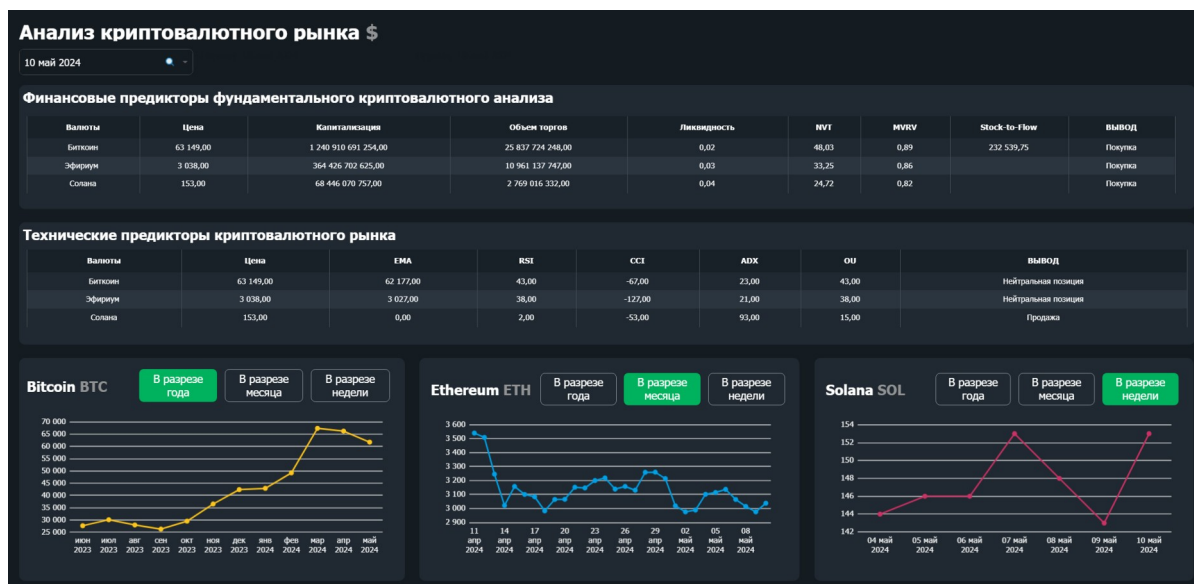 Анализ криптовалютного рынка $
10 май 2024
Финансовые предикторы фундаментального криптовалютного анализа
Валюты Цена Капитализация Объем торгов Ликвидность NVT MVRV Stock-to-Flow ВЫВОД
Биткоин 63 149,00 1 240 910 691 254,00 25 837 724 248,00 0,02 48,03 0,89 232 539,75 Покупка
Эфириум 3 038,00 364 426 702 625,00 10 961 137 747,00 0,03 33,25 0,86 Покупка
Солана 153,00 68 446 070 757,00 2 769 016 332,00 0,04 24,72 0,82 Покупка
Технические предикторы криптовалютного рынка
Валюты Цена EMA RSI CCI ADX OU ВЫВОД
Биткоин 63 149,00 62 177,00 43,00 -67,00 23,00 43,00 Нейтральная позиция
Эфириум 3 038,00 3 027,00 38,00 -127,00 21,00 38,00 Нейтральная позиция
Солана 153,00 0,00 2,00 -53,00 93,00 15,00 Продажа
Bitcoin BTC
В разрезе года
В разрезе месяца
В разрезе недели
70 000
65 000
60 000
55 000
50 000
45 000
40 000
35 000
30 000
25 000
июн июл авг сен окт ноя дек янв фев мар апр май
2023 2023 2023 2023 2023 2023 2023 2024 2024 2024 2024 2024
Ethereum ETH
В разрезе года
В разрезе месяца
В разрезе недели
3 600
3 500
3 400
3 300
3 200
3 100
3 000
2 900
11 14 17 20 23 26 29 02 05 08
апр апр апр апр апр апр апр май май май
2024 2024 2024 2024 2024 2024 2024 2024 2024 2024
Solana SOL
В разрезе года
В разрезе месяца
В разрезе недели
154
152
150
148
146
144
142
04 май 05 май 06 май 07 май 08 май 09 май 10 май
2024 2024 2024 2024 2024 2024 2024